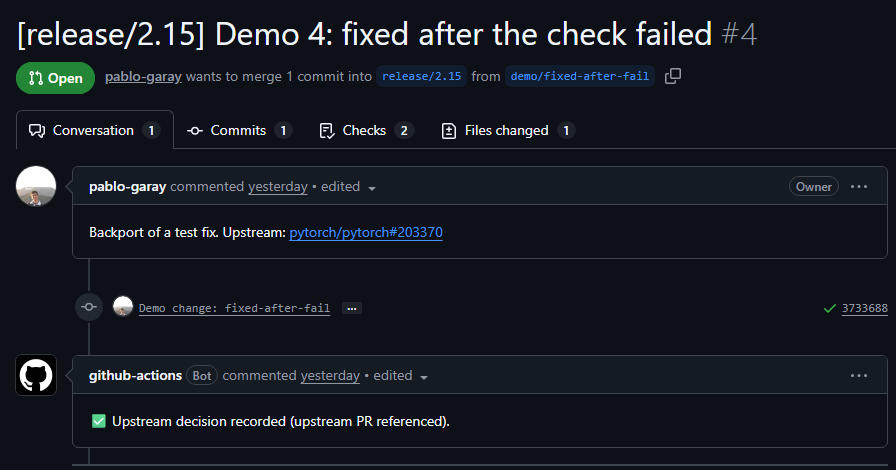 [release/2.15] Demo 4: fixed after the check failed #4
Open pablo-garay wants to merge 1 commit into release/2.15 from demo/fixed-after-fail
Conversation 1 Commits 1 Checks 2 Files changed 1
pablo-garay commented yesterday • edited Owner
Backport of a test fix. Upstream: pytorch/pytorch#203370
Demo change: fixed-after-fail ... 3733688
github-actions Bot commented yesterday • edited
✅ Upstream decision recorded (upstream PR referenced).